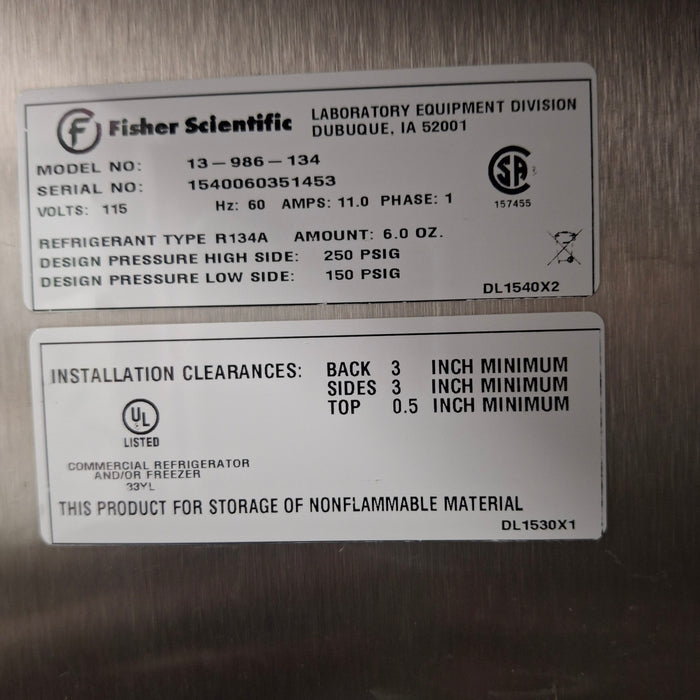 Fisher Scientific LABORATORY EQUIPMENT DIVISION
DUBUQUE, IA 52001
MODEL NO: 13-986-134
SERIAL NO: 1540060351453
VOLTS: 115 Hz: 60 AMPS: 11.0 PHASE: 1
157455
REFRIGERANT TYPE R134A AMOUNT: 6.0 OZ.
DESIGN PRESSURE HIGH SIDE: 250 PSIG
DESIGN PRESSURE LOW SIDE: 150 PSIG
DL1540X2
INSTALLATION CLEARANCES: BACK 3 INCH MINIMUM
SIDES 3 INCH MINIMUM
TOP 0.5 INCH MINIMUM
UL
LISTED
COMMERCIAL REFRIGERATOR
AND/OR FREEZER
33YL
THIS PRODUCT FOR STORAGE OF NONFLAMMABLE MATERIAL
DL1530X1